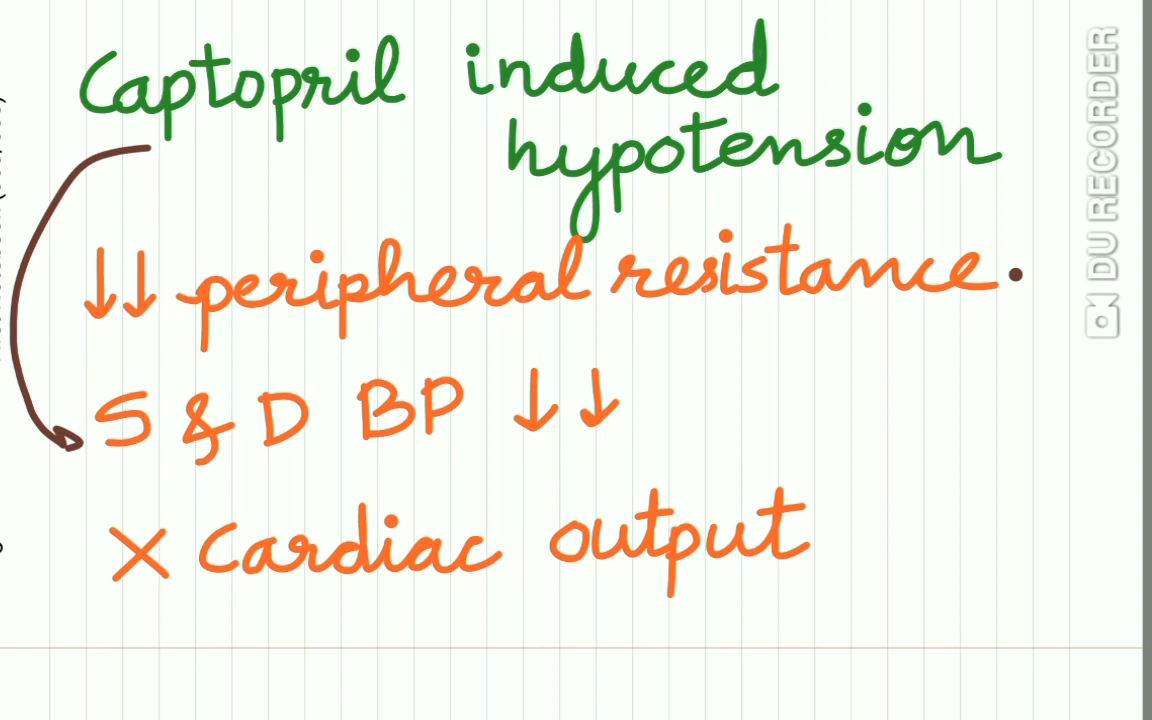 Captopril induced
hypotension
↓↓ peripheral resistance.
S & D BP ↓↓
× Cardiac output
DU RECORDER